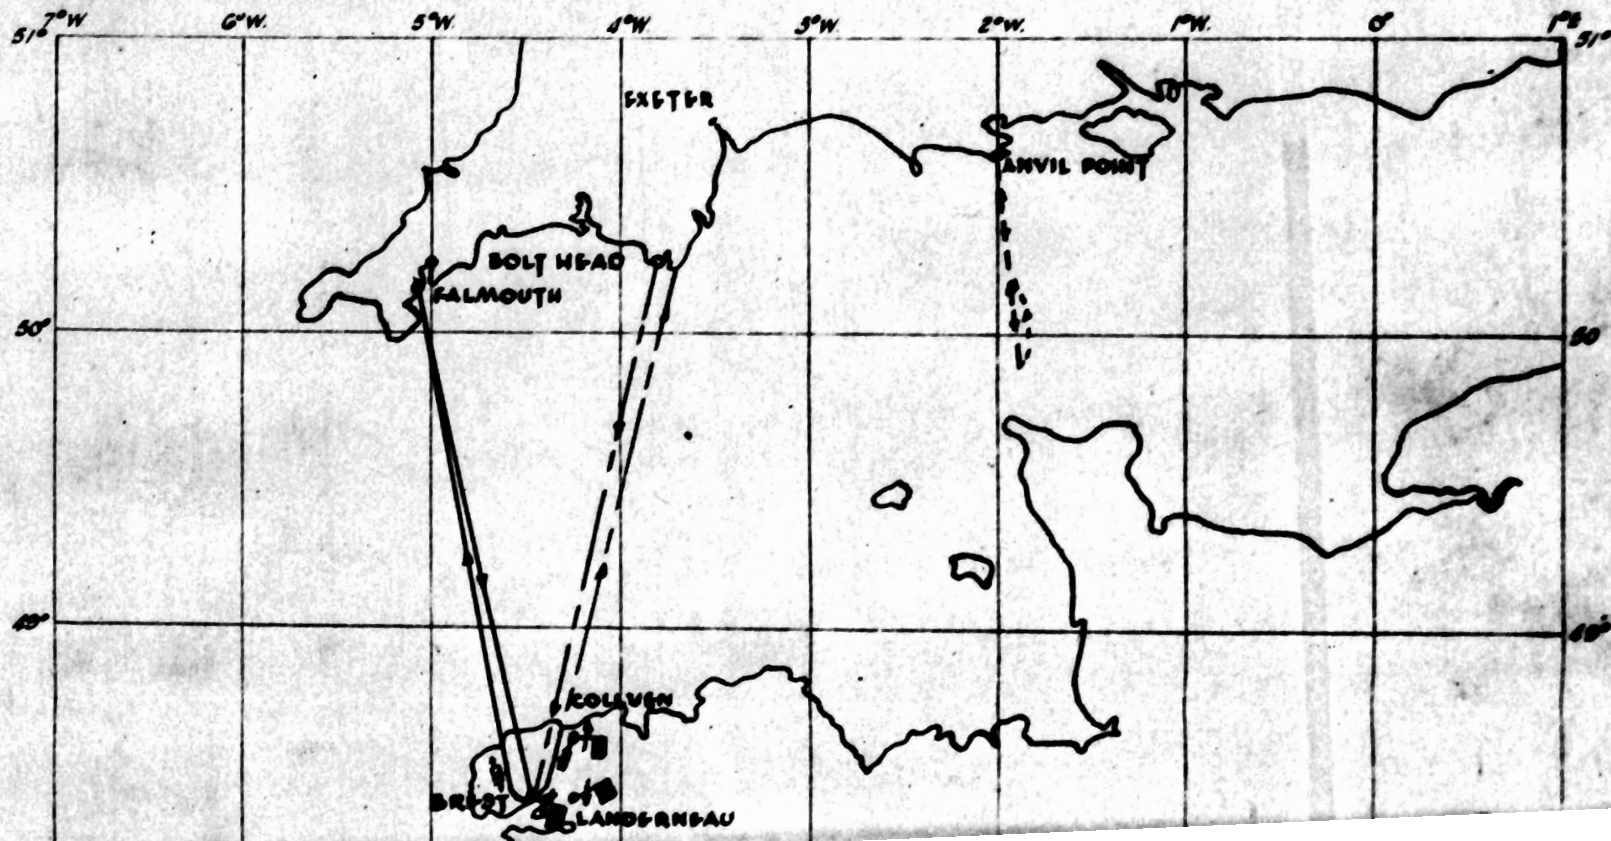 7°W 6°W. 5°W. 4°W 3°W 2°W. 1°W. 0° 1°E
51° 51°
EXETER
ANVIL POINT
BOLT HEAD
FALMOUTH
50° 50
49° 49°
BREST
LANDERNEAU